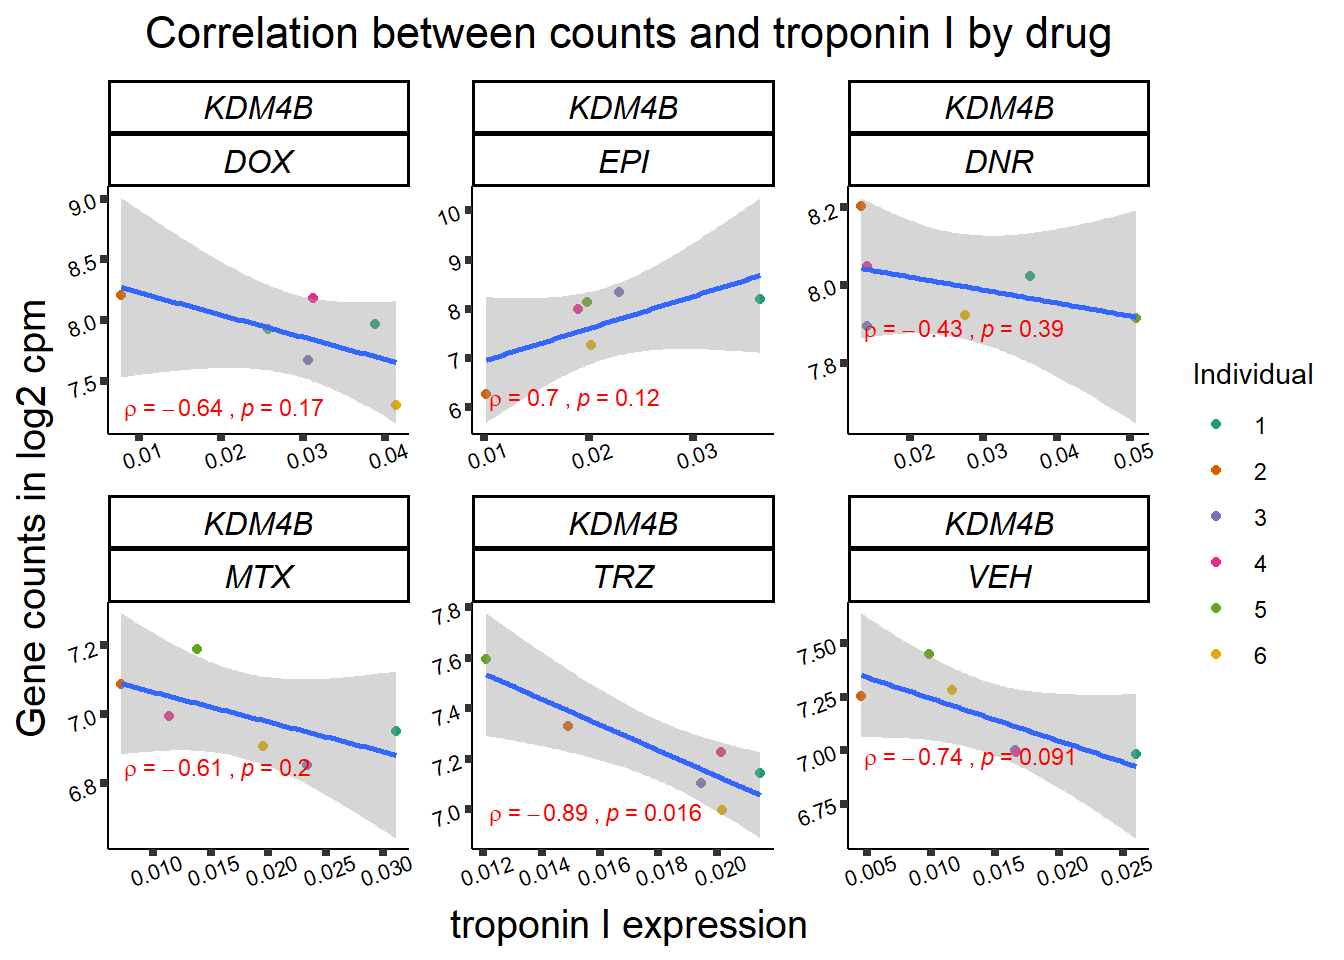 Correlation between counts and troponin I by drug
KDM4B
DOX
KDM4B
EPI
KDM4B
DNR
9.0
8.5
8.0
7.5
ρ = −0.64 , p = 0.17
0.01 0.02 0.03 0.04
10
9
8
7
6
ρ = 0.7 , p = 0.12
0.01 0.02 0.03
8.2
8.0
7.8
ρ = −0.43 , p = 0.39
0.02 0.03 0.04 0.05
KDM4B
MTX
KDM4B
TRZ
KDM4B
VEH
7.2
7.0
6.8
ρ = −0.61 , p = 0.2
0.010 0.015 0.020 0.025 0.030
7.8
7.6
7.4
7.2
7.0
ρ = −0.89 , p = 0.016
0.012 0.014 0.016 0.018 0.020
7.50
7.25
7.00
6.75
ρ = −0.74 , p = 0.091
0.005 0.010 0.015 0.020 0.025
Gene counts in log2 cpm
troponin I expression
Individual
1
2
3
4
5
6